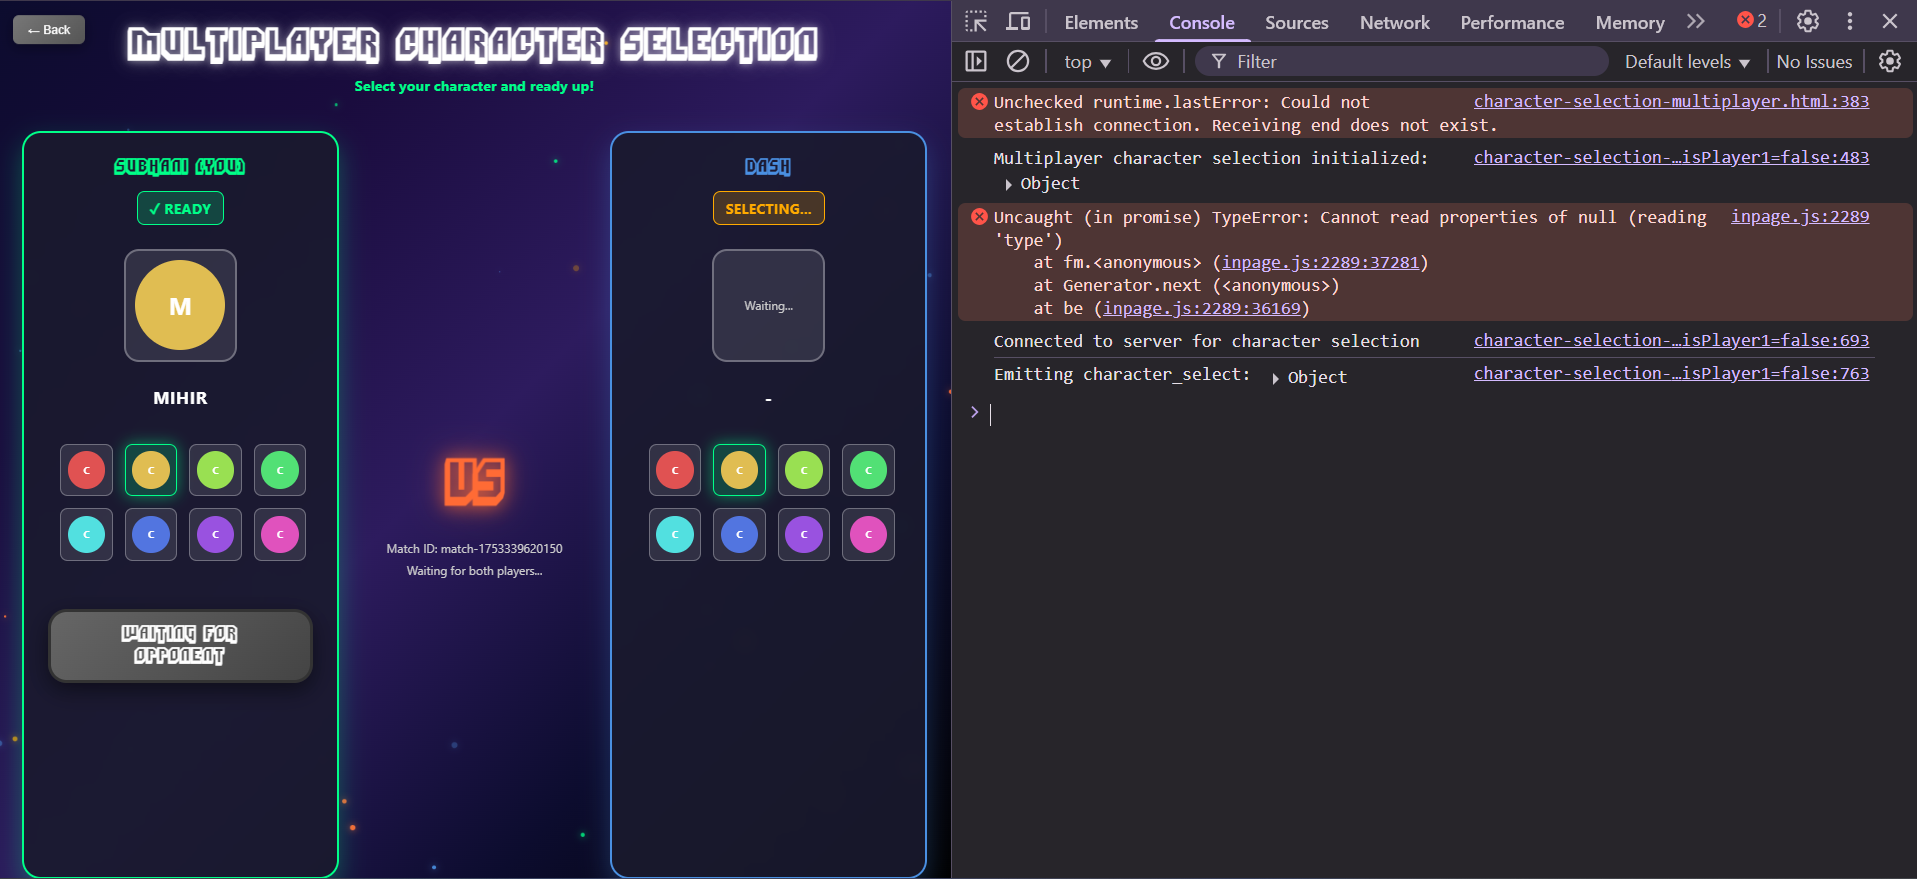 ← Back
MULTIPLAYER CHARACTER SELECTION
Select your character and ready up!
SUBHANI (YOU)
✓ READY
M
MIHIR
C C C C
C C C C
WAITING FOR
OPPONENT
VS
Match ID: match-1753339620150
Waiting for both players...
DASH
SELECTING...
Waiting...
-
C C C C
C C C C
Elements Console Sources Network Performance Memory 2
top Filter Default levels No Issues
Unchecked runtime.lastError: Could not character-selection-multiplayer.html:383
establish connection. Receiving end does not exist.
Multiplayer character selection initialized: character-selection-…isPlayer1=false:483
Object
Uncaught (in promise) TypeError: Cannot read properties of null (reading inpage.js:2289
'type')
at fm.<anonymous> (inpage.js:2289:37281)
at Generator.next (<anonymous>)
at be (inpage.js:2289:36169)
Connected to server for character selection character-selection-…isPlayer1=false:693
Emitting character_select: Object character-selection-…isPlayer1=false:763